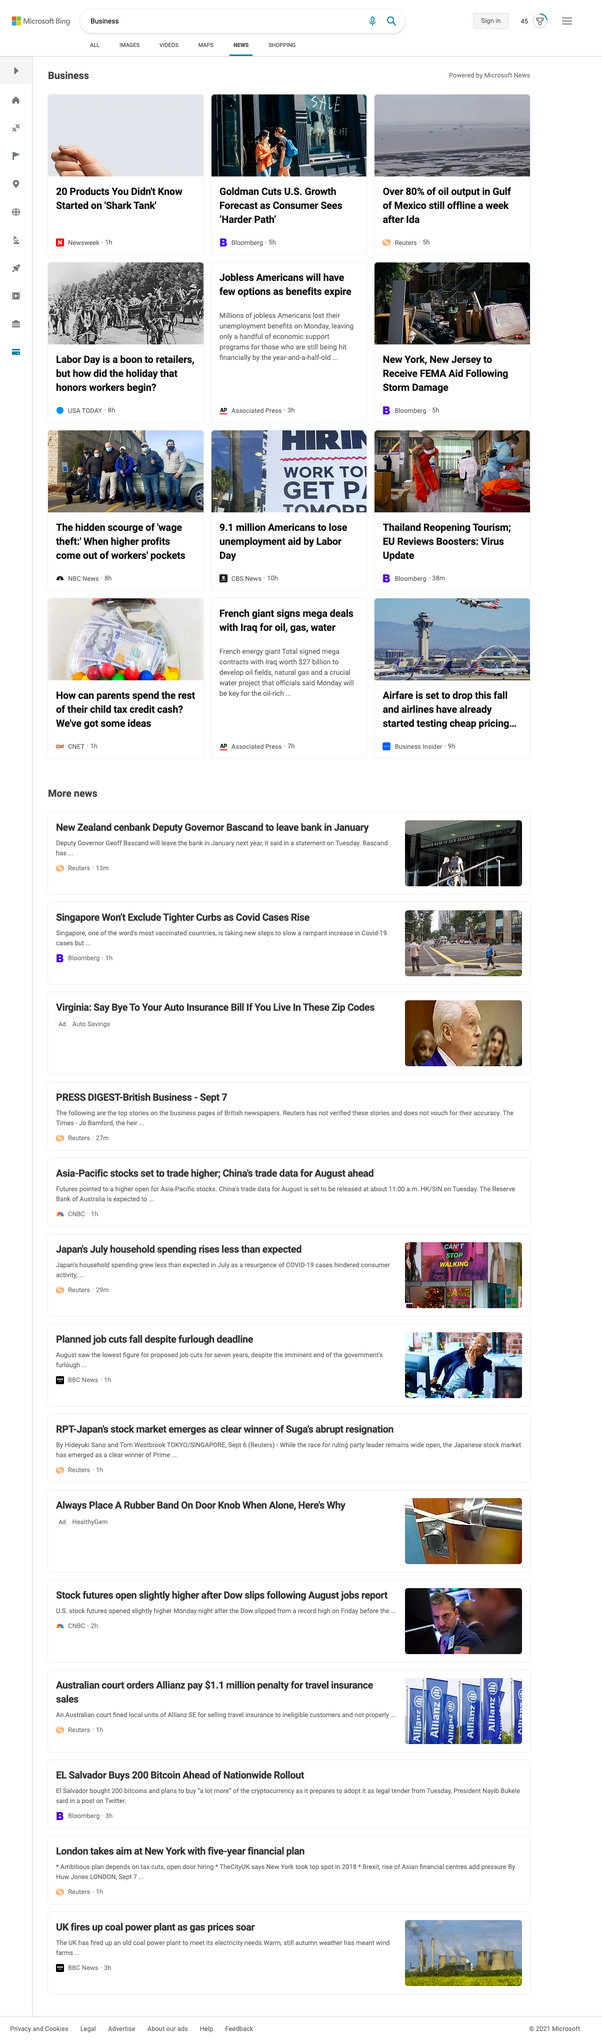 Microsoft Bing
Business
Sign in
45
ALL IMAGES VIDEOS MAPS NEWS SHOPPING
Business
Powered by Microsoft News
20 Products You Didn't Know
Started on 'Shark Tank'
Newsweek · 1h
SALE
Goldman Cuts U.S. Growth
Forecast as Consumer Sees
'Harder Path'
Bloomberg · 5h
Over 80% of oil output in Gulf
of Mexico still offline a week
after Ida
Reuters · 5h
Labor Day is a boon to retailers,
but how did the holiday that
honors workers begin?
USA TODAY · 8h
Jobless Americans will have
few options as benefits expire
Millions of jobless Americans lost their
unemployment benefits on Monday, leaving
only a handful of economic support
programs for those who are still being hit
financially by the year-and-a-half-old ...
AP Associated Press · 3h
New York, New Jersey to
Receive FEMA Aid Following
Storm Damage
Bloomberg · 5h
The hidden scourge of 'wage
theft:' When higher profits
come out of workers' pockets
NBC News · 8h
HIRIN
WORK TO
GET PA
TOMORR
9.1 million Americans to lose
unemployment aid by Labor
Day
CBS News · 10h
Thailand Reopening Tourism;
EU Reviews Boosters: Virus
Update
Bloomberg · 38m
How can parents spend the rest
of their child tax credit cash?
We've got some ideas
CNET · 1h
French giant signs mega deals
with Iraq for oil, gas, water
French energy giant Total signed mega
contracts with Iraq worth $27 billion to
develop oil fields, natural gas and a crucial
water project that officials said Monday will
be key for the oil-rich ...
AP Associated Press · 7h
Airfare is set to drop this fall
and airlines have already
started testing cheap pricing...
Business Insider · 9h
More news
New Zealand cenbank Deputy Governor Bascand to leave bank in January
Deputy Governor Geoff Bascand will leave the bank in January next year, it said in a statement on Tuesday. Bascand
has ...
Reuters · 13m
Singapore Won't Exclude Tighter Curbs as Covid Cases Rise
Singapore, one of the word's most vaccinated countries, is taking new steps to slow a rampant increase in Covid-19
cases but ...
Bloomberg · 1h
Virginia: Say Bye To Your Auto Insurance Bill If You Live In These Zip Codes
Ad Auto Savings
PRESS DIGEST-British Business - Sept 7
The following are the top stories on the business pages of British newspapers. Reuters has not verified these stories and does not vouch for their accuracy. The
Times - Jo Bamford, the heir ...
Reuters · 27m
Asia-Pacific stocks set to trade higher; China's trade data for August ahead
Futures pointed to a higher open for Asia-Pacific stocks. China's trade data for August is set to be released at about 11:00 a.m. HK/SIN on Tuesday. The Reserve
Bank of Australia is expected to ...
CNBC · 1h
Japan's July household spending rises less than expected
Japan's household spending grew less than expected in July as a resurgence of COVID-19 cases hindered consumer
activity, ...
Reuters · 29m
CAN'T
STOP
WALKING
Planned job cuts fall despite furlough deadline
August saw the lowest figure for proposed job cuts for seven years, despite the imminent end of the government's
furlough ...
BBC News · 1h
RPT-Japan's stock market emerges as clear winner of Suga's abrupt resignation
By Hideyuki Sano and Tom Westbrook TOKYO/SINGAPORE, Sept 6 (Reuters) - While the race for ruling party leader remains wide open, the Japanese stock market
has emerged as a clear winner of Prime ...
Reuters · 1h
Always Place A Rubber Band On Door Knob When Alone, Here's Why
Ad HealthyGem
Stock futures open slightly higher after Dow slips following August jobs report
U.S. stock futures opened slightly higher Monday night after the Dow slipped from a record high on Friday before the ...
CNBC · 2h
Australian court orders Allianz pay $1.1 million penalty for travel insurance
sales
An Australian court fined local units of Allianz SE for selling travel insurance to ineligible customers and not properly ...
Reuters · 1h
Allianz Allianz Allianz Allianz
EL Salvador Buys 200 Bitcoin Ahead of Nationwide Rollout
El Salvador bought 200 bitcoins and plans to buy "a lot more" of the cryptocurrency as it prepares to adopt it as legal tender from Tuesday, President Nayib Bukele
said in a post on Twitter.
Bloomberg · 3h
London takes aim at New York with five-year financial plan
* Ambitious plan depends on tax cuts, open door hiring * TheCityUK says New York took top spot in 2018 * Brexit, rise of Asian financial centres add pressure By
Huw Jones LONDON, Sept 7 ...
Reuters · 1h
UK fires up coal power plant as gas prices soar
The UK has fired up an old coal power plant to meet its electricity needs.Warm, still autumn weather has meant wind
farms ...
BBC News · 3h
Privacy and Cookies Legal Advertise About our ads Help Feedback
© 2021 Microsoft